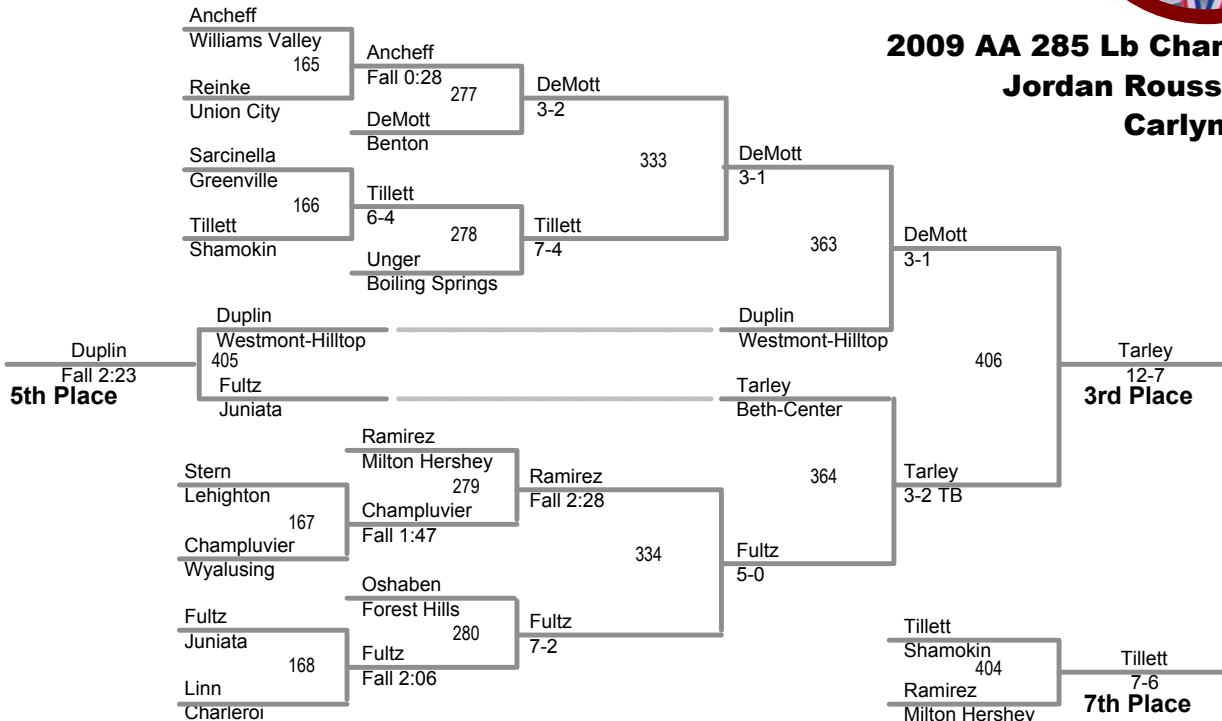 2009 AA 285 Lb Cham
Jordan Rouss
Carlyn
Ancheff
Williams Valley
165
Reinke
Union City
Ancheff
Fall 0:28
277
DeMott
Benton
DeMott
3-2
Sarcinella
Greenville
166
Tillett
Shamokin
Tillett
6-4
278
Unger
Boiling Springs
Tillett
7-4
333
DeMott
3-1
363
DeMott
3-1
Duplin
Westmont-Hilltop
Duplin
Westmont-Hilltop
Duplin
Fall 2:23
5th Place
405
Fultz
Juniata
Tarley
Beth-Center
406
Tarley
12-7
3rd Place
Ramirez
Milton Hershey
279
Stern
Lehighton
167
Champluvier
Wyalusing
Champluvier
Fall 1:47
Ramirez
Fall 2:28
364
Tarley
3-2 TB
334
Fultz
5-0
Oshaben
Forest Hills
280
Fultz
Juniata
168
Linn
Charleroi
Fultz
Fall 2:06
Fultz
7-2
Tillett
Shamokin
404
Ramirez
Milton Hershey
Tillett
7-6
7th Place